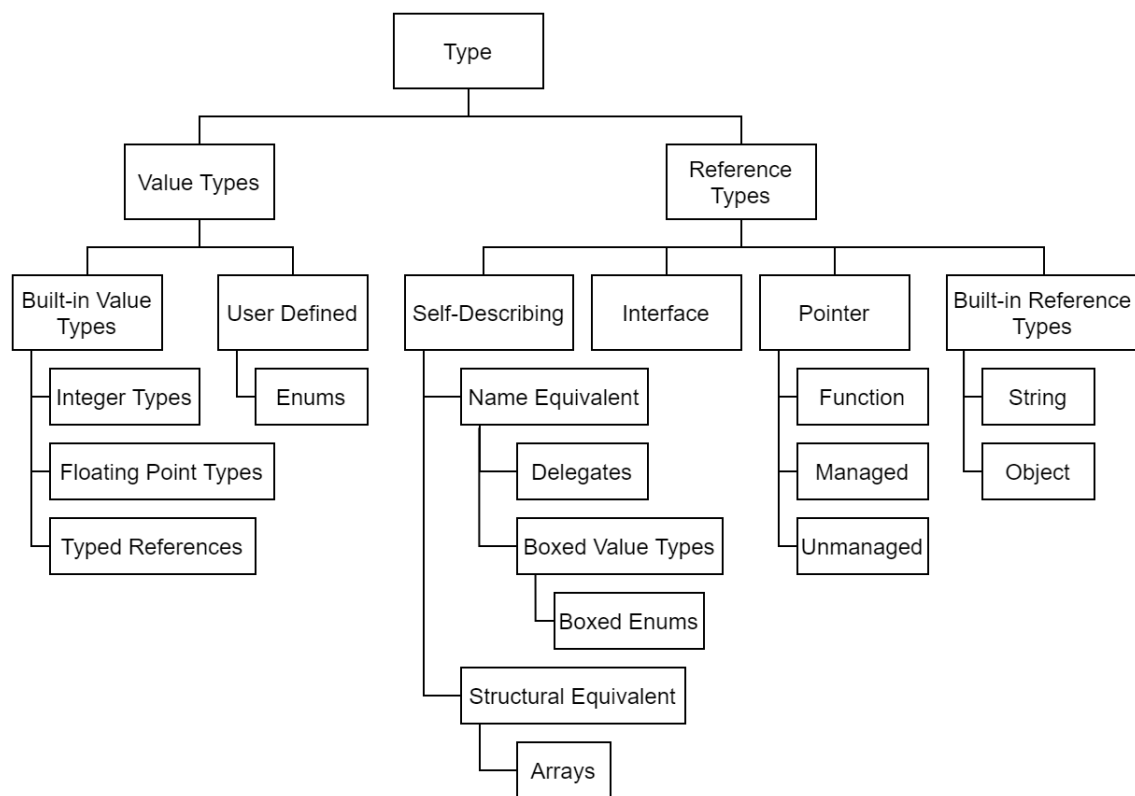 Type
Value Types
Reference
Types
Built-in Value
Types
User Defined
Self-Describing
Interface
Pointer
Built-in Reference
Types
Integer Types
Enums
Name Equivalent
Function
String
Floating Point Types
Delegates
Managed
Object
Typed References
Boxed Value Types
Unmanaged
Boxed Enums
Structural Equivalent
Arrays